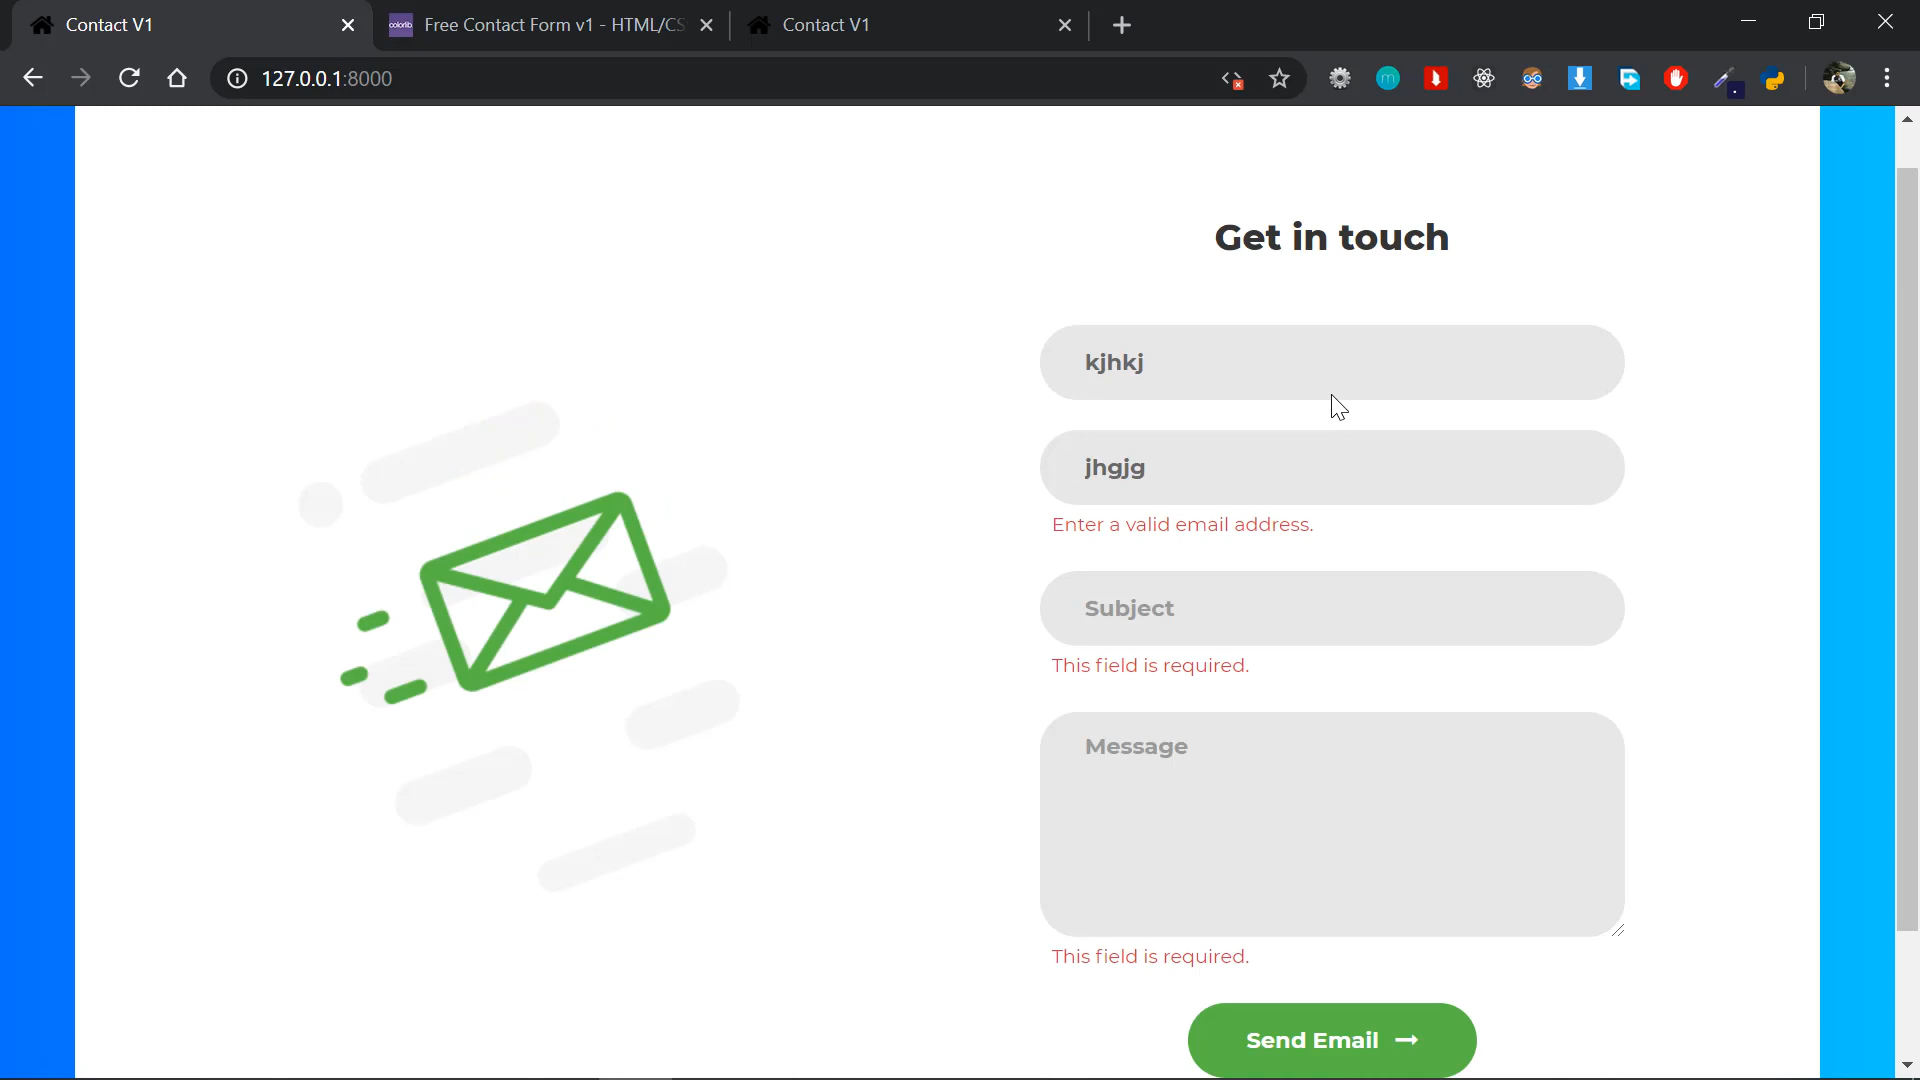 Contact V1
Free Contact Form v1 - HTML/CS
Contact V1
127.0.0.1:8000
Get in touch
kjhkj
jhgjg
Enter a valid email address.
Subject
This field is required.
Message
This field is required.
Send Email